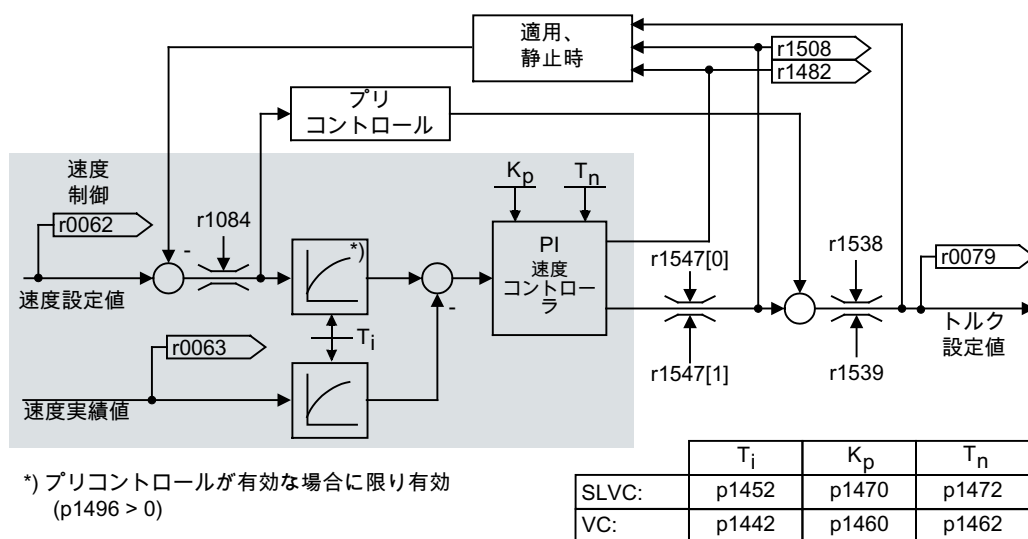 適用、
静止時
r1508
r1482
プリ
コントロール
速度
制御
r0062
r1084
Kp
Tn
*)
PI
速度
コントロー
ラ
r1547[0]
r1538
r0079
速度設定値
r0063
Ti
r1547[1]
r1539
トルク
設定値
速度実績値
-
-
*) プリコントロールが有効な場合に限り有効
(p1496 > 0)
Ti Kp Tn
SLVC: p1452 p1470 p1472
VC: p1442 p1460 p1462